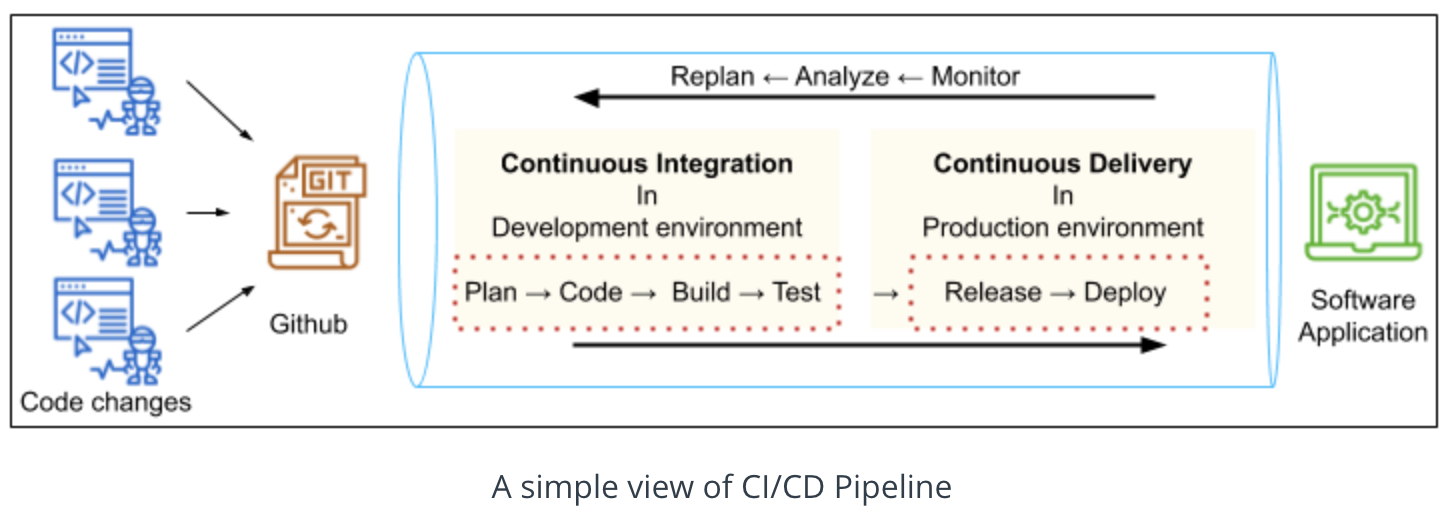 GIT
Github
Code changes
Replan ← Analyze ← Monitor
Continuous Integration
In
Development environment
Plan → Code → Build → Test
→
Continuous Delivery
In
Production environment
Release → Deploy
Software
Application
A simple view of CI/CD Pipeline